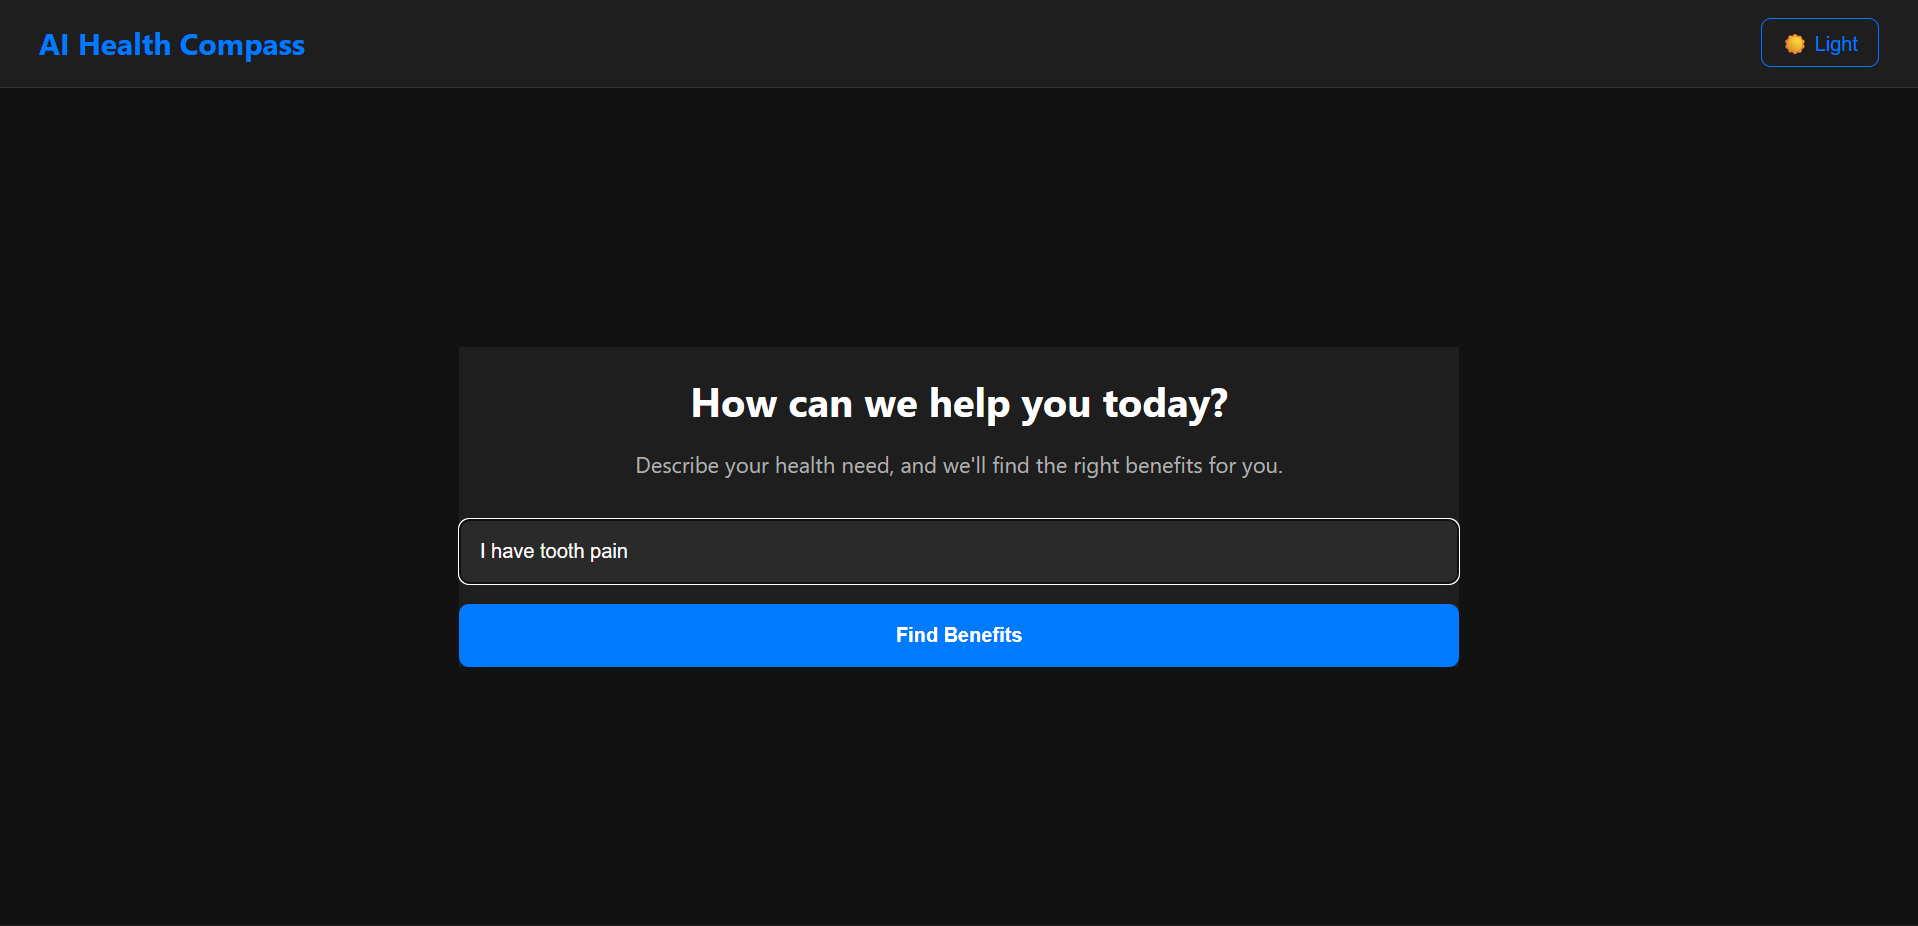 AI Health Compass
Light
How can we help you today?
Describe your health need, and we'll find the right benefits for you.
I have tooth pain
Find Benefits